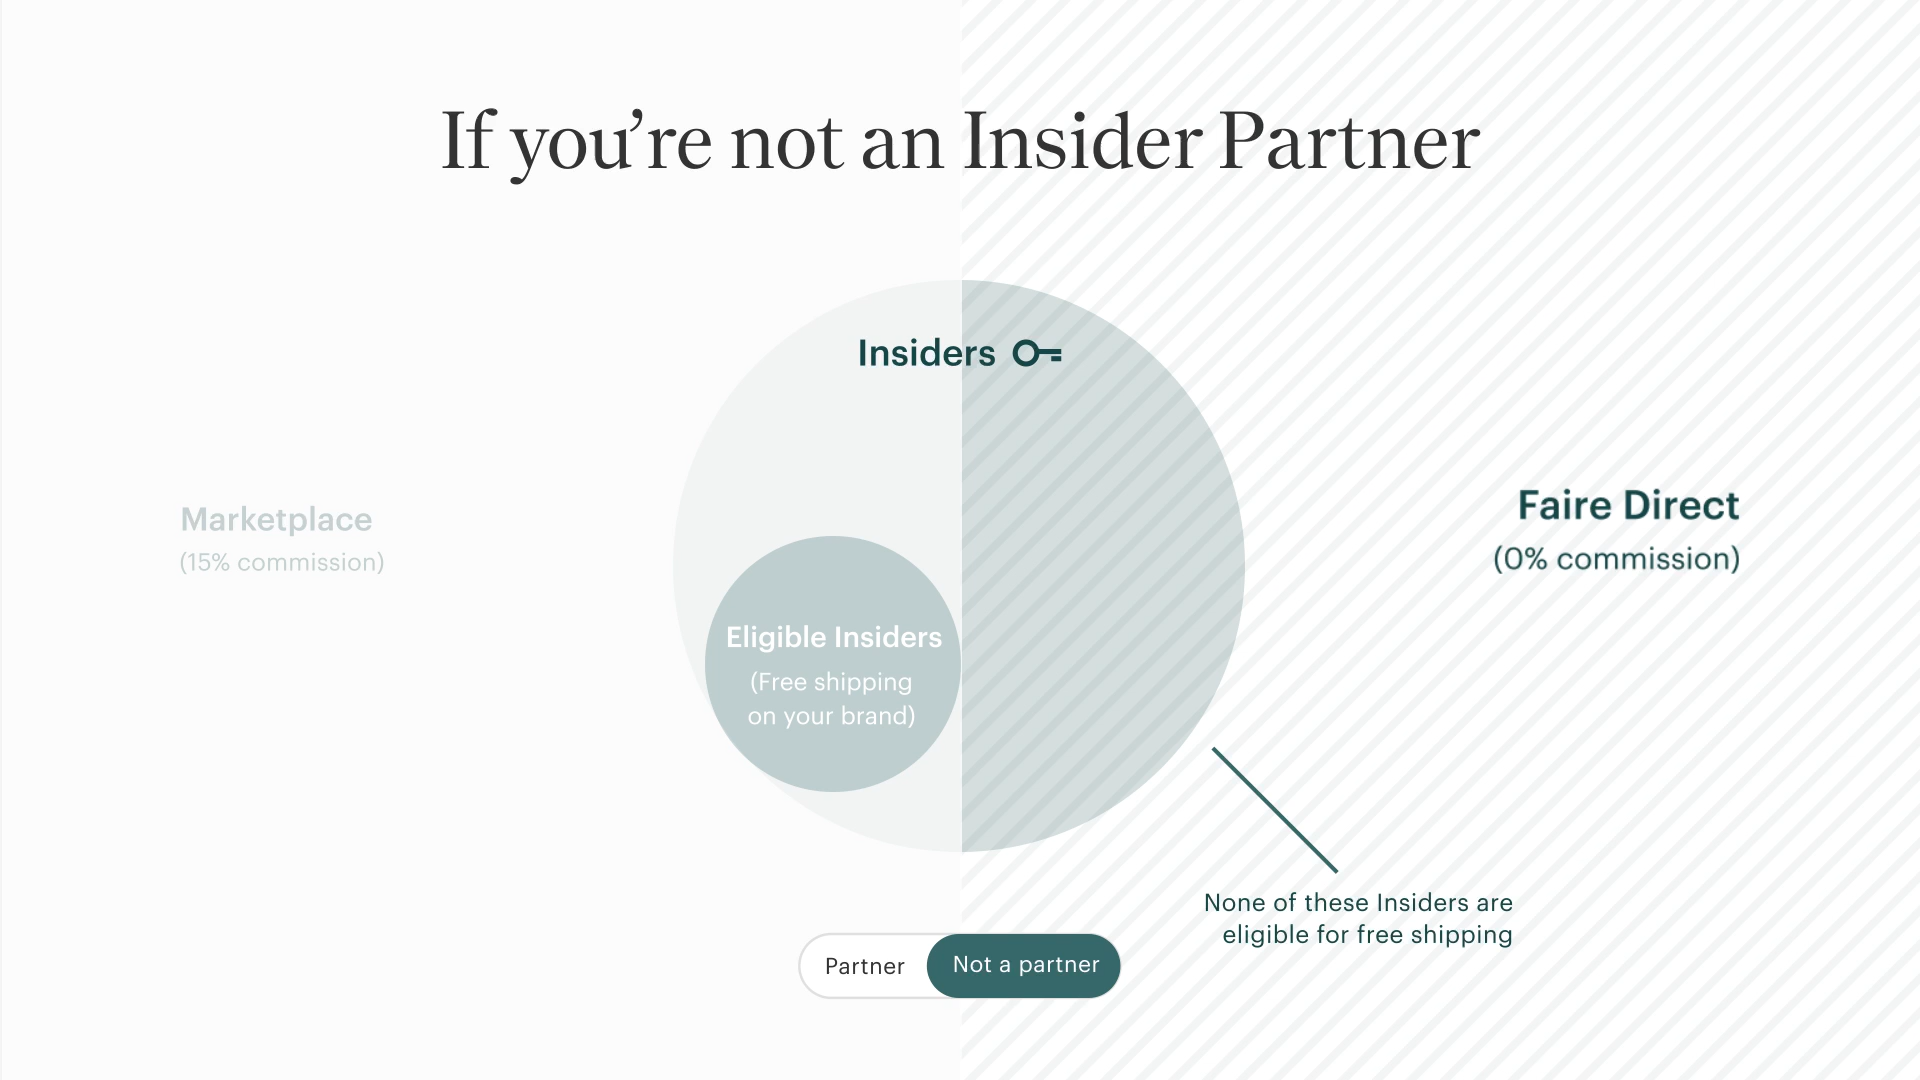 If you’re not an Insider Partner
Insiders
Marketplace
(15% commission)
Faire Direct
(0% commission)
Eligible Insiders
(Free shipping
on your brand)
None of these Insiders are
eligible for free shipping
Partner
Not a partner